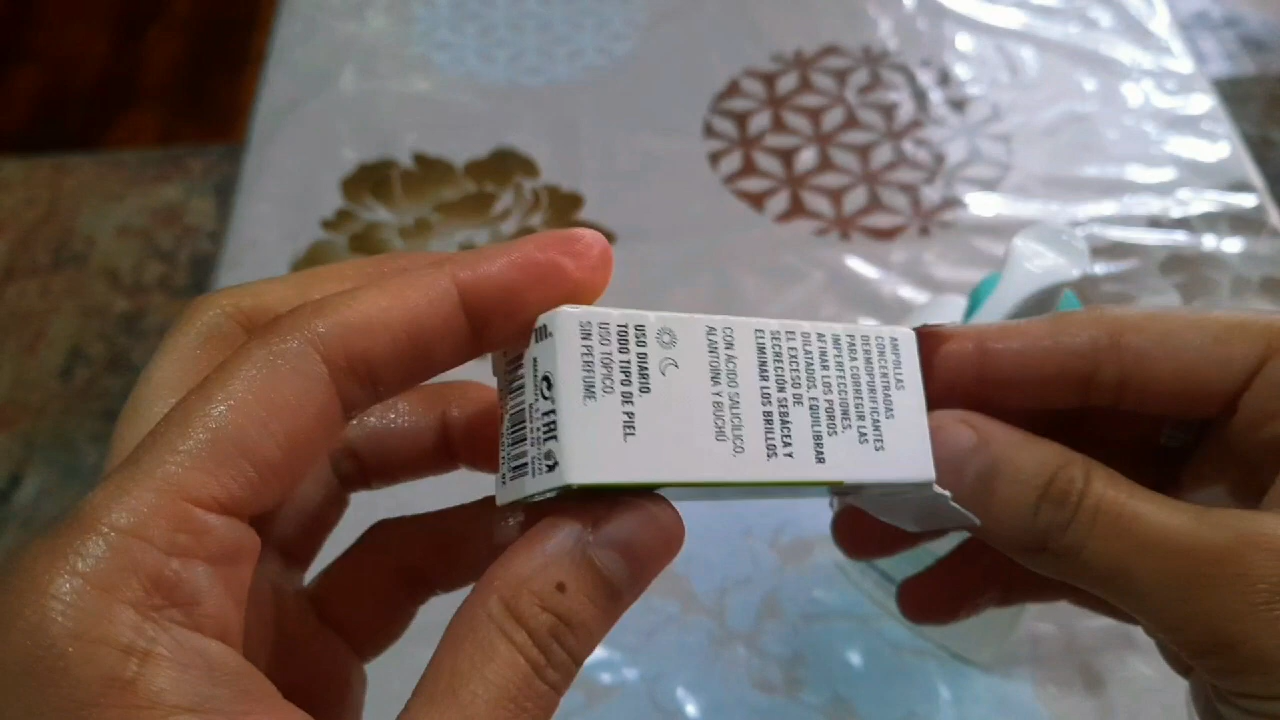 AMPOLLAS
CONCENTRADAS
DERMOPURIFICANTES
PARA CORREGIR LAS
IMPERFECCIONES,
AFINAR LOS POROS
DILATADOS, EQUILIBRAR
EL EXCESO DE
SECRECIÓN SEBÁCEA Y
ELIMINAR LOS BRILLOS.
CON ÁCIDO SALICÍLICO,
ALANTOINA Y BUCHÚ
USO DIARIO.
TODO TIPO DE PIEL.
USO TÓPICO.
SIN PERFUME.
m.
EAC